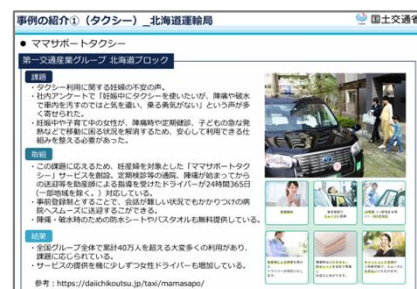 事例の紹介①（タクシー）_北海道運輸局
国土交通省
● ママサポートタクシー
第一交通産業グループ 北海道ブロック
課題
・タクシー利用に関する妊婦の不安の声。
・社内アンケートで「妊娠中にタクシーを使いたいが、陣痛や破水
で車内を汚すのではと気を遣い、乗る勇気がない」という声が多
く寄せられた。
・妊娠中や子育て中の女性が、陣痛時や定期健診、子どもの急な発
熱などで移動に困る状況を解消するため、安心して利用できる仕
組みを整える必要があった。
取組
・この課題に応えるため、妊産婦を対象とした「ママサポートタク
シー」サービスを創設。定期検診等の通院、陣痛が始まってから
の送迎等を助産師による指導を受けたドライバーが24時間365日
（一部地域を除く。）対応している。
・事前登録制とすることで、会話が難しい状況でもかかりつけの病
院へスムーズに送迎することができる。
・陣痛・破水時のための防水シートやバスタオルも無料提供している。
結果
・全国グループ全体で累計40万人を超える大変多くの利用があり、
課題に応じられている。
・サービスの提供を機に少しずつ女性ドライバーも増加している。
参考：https://daiichikoutsu.jp/taxi/mamasapo/